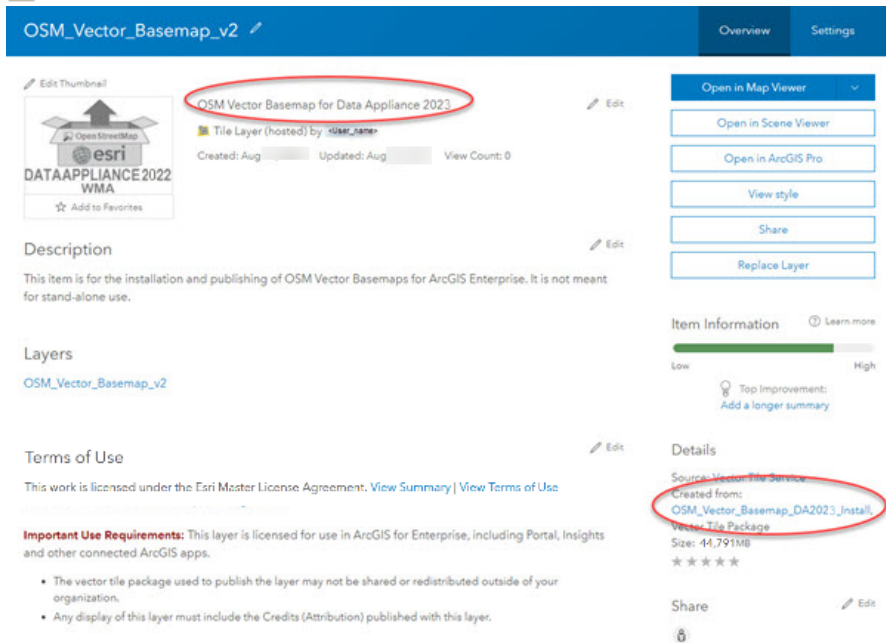 OSM_Vector_Basemap_v2
Overview
Settings
Edit Thumbnail
OpenStreetMap
esri
DATA APPLIANCE 2022
WMA
Add to Favorites
OSM Vector Basemap for Data Appliance 2023
Edit
Tile Layer (hosted) by <User_name>
Created: Aug Updated: Aug View Count: 0
Description
Edit
This item is for the installation and publishing of OSM Vector Basemaps for ArcGIS Enterprise. It is not meant
for stand-alone use.
Layers
OSM_Vector_Basemap_v2
Terms of Use
Edit
This work is licensed under the Esri Master License Agreement. View Summary | View Terms of Use
Important Use Requirements: This layer is licensed for use in ArcGIS for Enterprise, including Portal, Insights
and other connected ArcGIS apps.
• The vector tile package used to publish the layer may not be shared or redistributed outside of your
organization.
• Any display of this layer must include the Credits (Attribution) published with this layer.
Open in Map Viewer
Open in Scene Viewer
Open in ArcGIS Pro
View style
Share
Replace Layer
Item Information
Learn more
Low
High
Top Improvement:
Add a longer summary
Details
Source: Vector Tile Service
Created from:
OSM_Vector_Basemap_DA2023_Install,
Vector Tile Package
Size: 44,791MB
Share
Edit